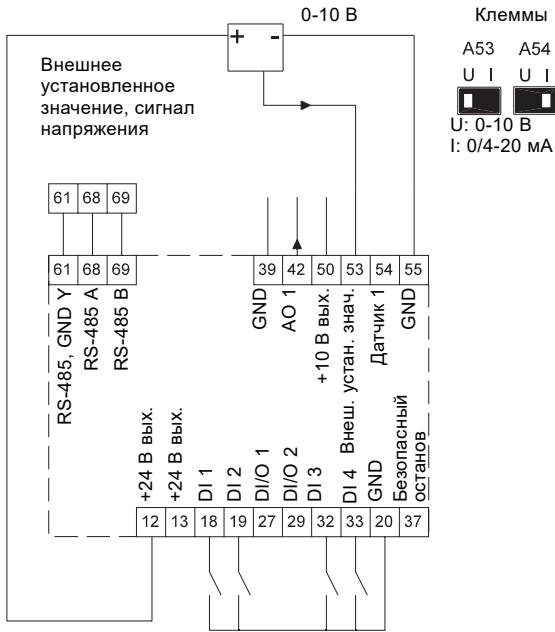 0-10 В
Клеммы
A53 A54
U I U I
U: 0-10 В
I: 0/4-20 мА
Внешнее
установленное
значение, сигнал
напряжения
+ -
61 68 69
61 68 69
39 42 50 53 54 55
RS-485, GND Y
RS-485 A
RS-485 B
GND
AO 1
+10 В вых.
Внеш. устан. знач.
Датчик 1
GND
+24 В вых.
+24 В вых.
DI 1
DI 2
DI/O 1
DI/O 2
DI 3
DI 4
GND
Безопасный
останов
12 13 18 19 27 29 32 33 20 37